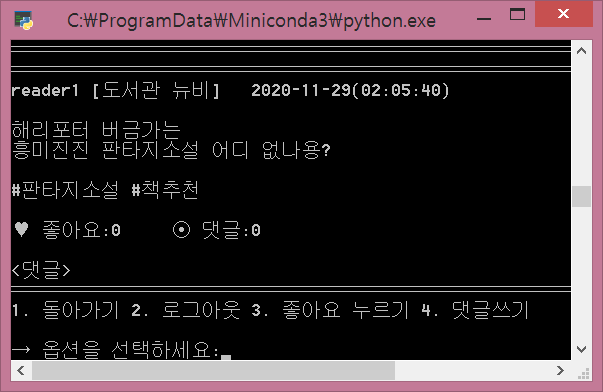 C:\ProgramData\Miniconda3\python.exe
reader1 [도서관 뉴비]   2020-11-29(02:05:40)
해리포터 버금가는
흥미진진 판타지소설 어디 없나용?
#판타지소설 #책추천
♥ 좋아요:0     ⊙ 댓글:0
<댓글>
1. 돌아가기 2. 로그아웃 3. 좋아요 누르기 4. 댓글쓰기
→ 옵션을 선택하세요: